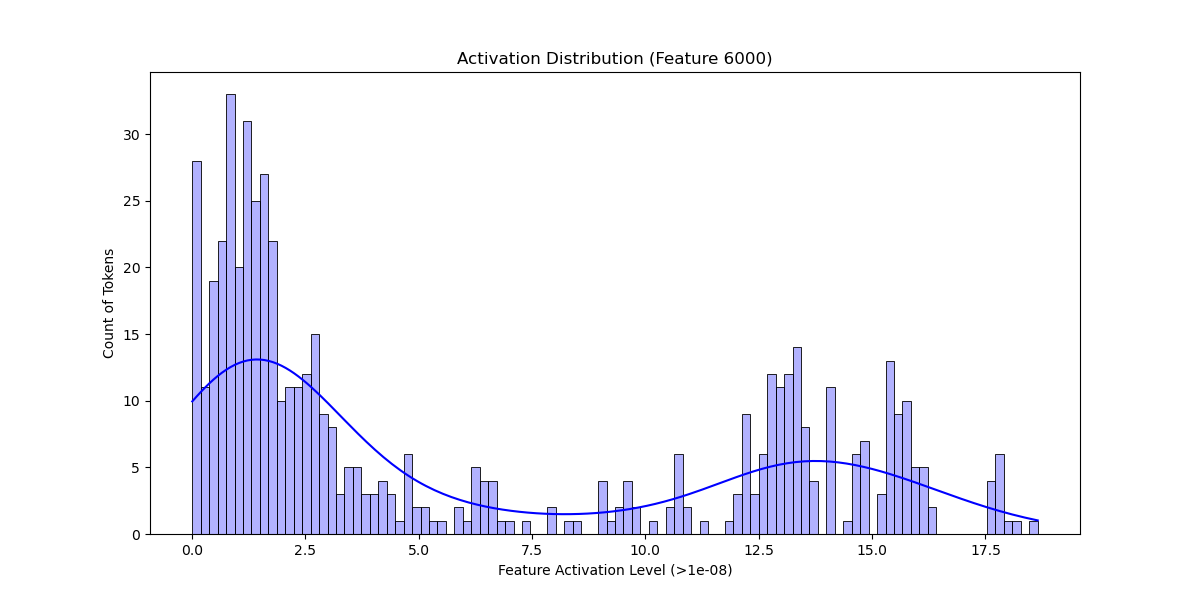 Activation Distribution (Feature 6000)
Count of Tokens
30
25
20
15
10
5
0
0.0 2.5 5.0 7.5 10.0 12.5 15.0 17.5
Feature Activation Level (>1e-08)